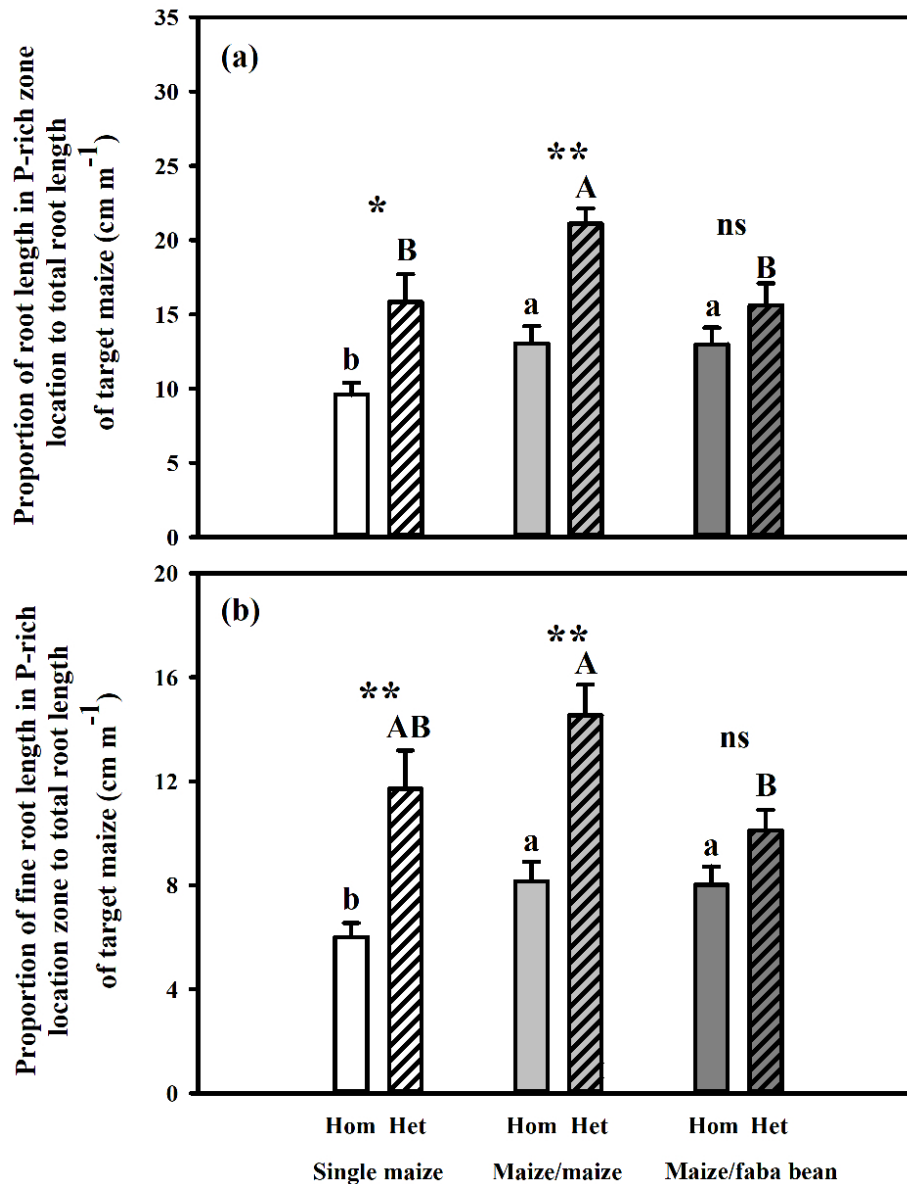 Proportion of root length in P-rich zone
location to total root length
of target maize (cm m⁻¹)
35
30
25
20
15
10
5
0
(a)
*
**
ns
b
B
a
A
a
B
Proportion of fine root length in P-rich
location zone to total root length
of target maize (cm m⁻¹)
20
16
12
8
4
0
(b)
**
**
ns
b
AB
a
A
a
B
Hom Het Hom Het Hom Het
Single maize Maize/maize Maize/faba bean